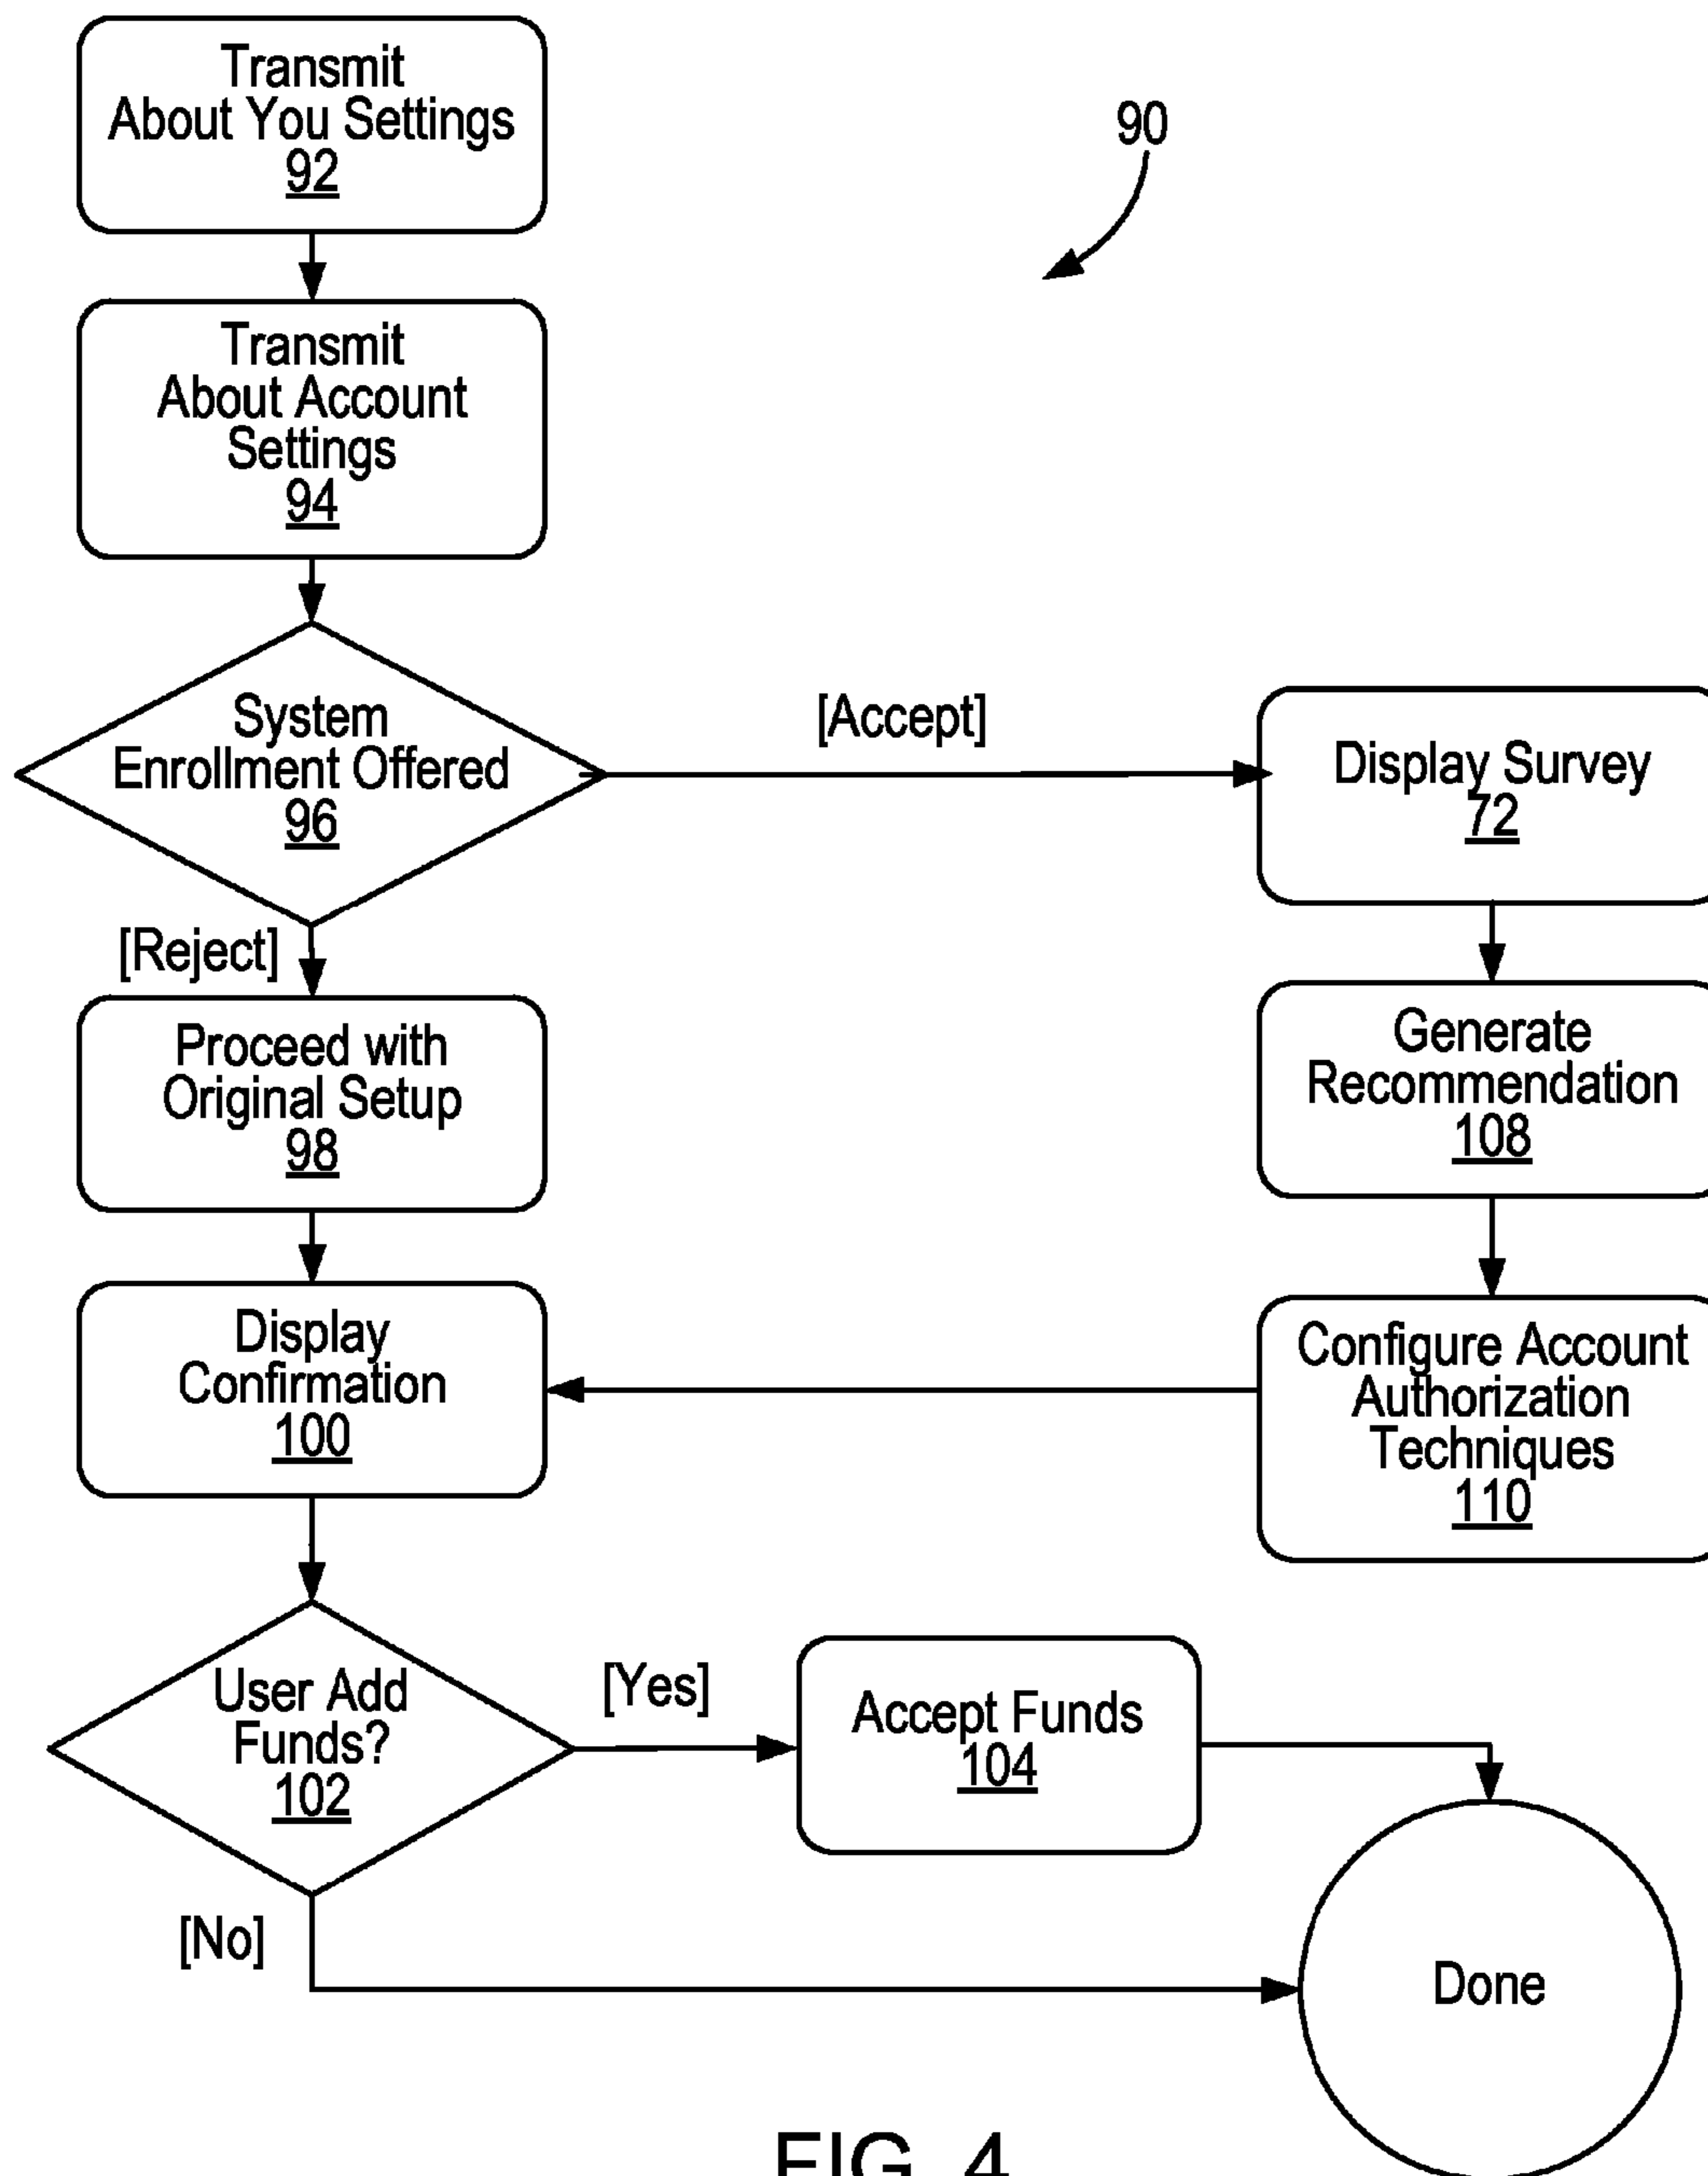 Transmit
About You Settings
92
90
Transmit
About Account
Settings
94
System
Enrollment Offered
96
[Accept]
Display Survey
72
[Reject]
Proceed with
Original Setup
98
Generate
Recommendation
108
Display
Confirmation
100
Configure Account
Authorization
Techniques
110
User Add
Funds?
102
[Yes]
Accept Funds
104
[No]
Done
FIG. 4